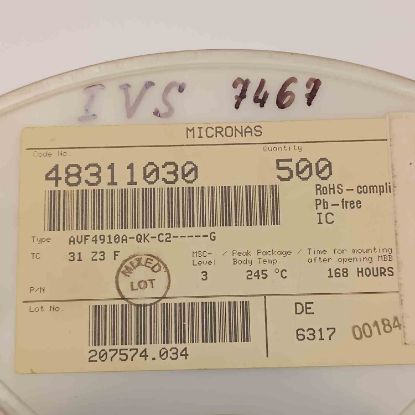 IVS 7467
MICRONAS
Code No. Quantity
48311030 500
RoHS-compli
Pb-free
IC
Type AVF4910A-QK-C2-----G
TC 31 Z3 F
MSC- / Peak Package / Time for mounting
Level Body Temp after opening MBB
3 245 °C 168 HOURS
MIXED
LOT
P/N
Lot No.
DE
6317 00184
207574.034